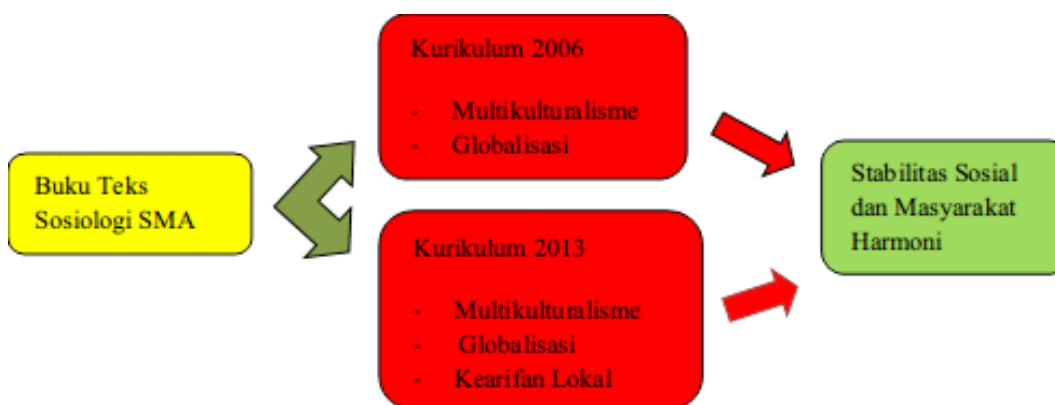 Buku Teks
Sosiologi SMA
Kurikulum 2006
- Multikulturalisme
- Globalisasi
Kurikulum 2013
- Multikulturalisme
- Globalisasi
- Kearifan Lokal
Stabilitas Sosial
dan Masyarakat
Harmoni